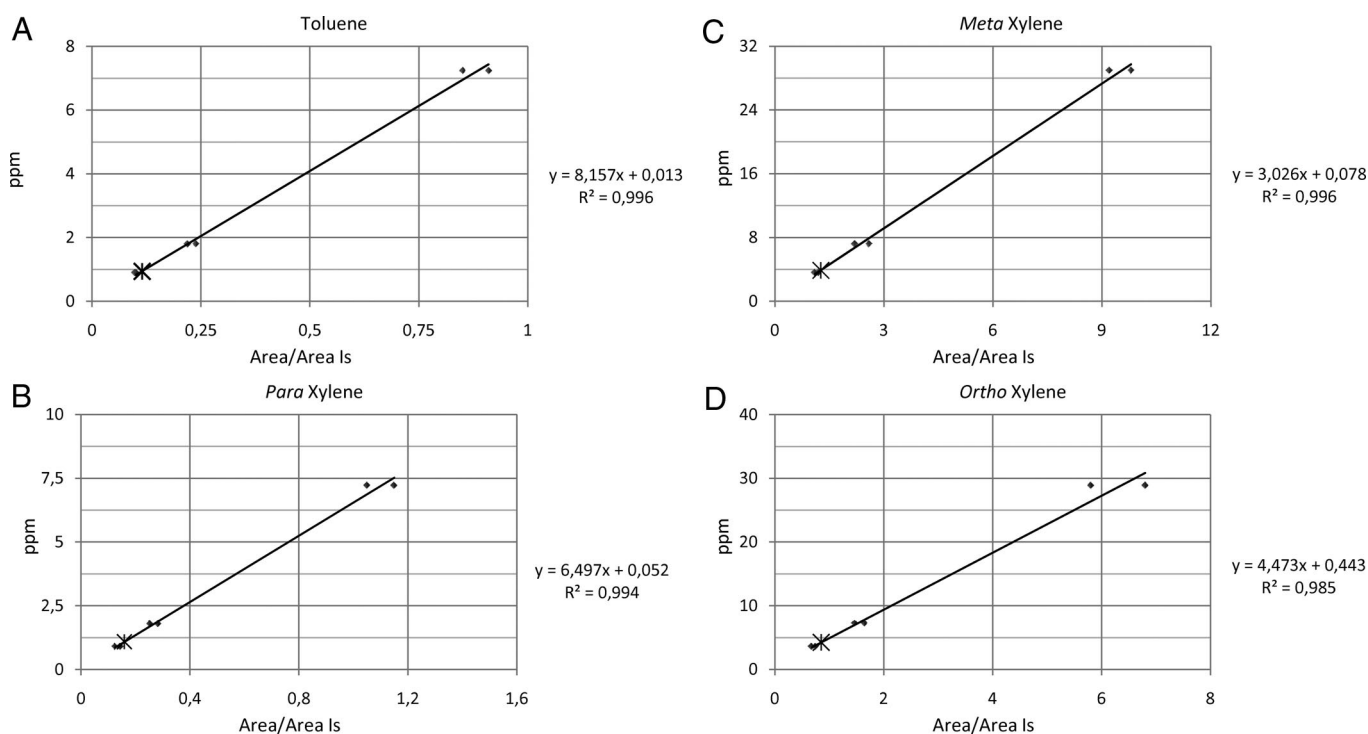 A
Toluene
8
6
4
2
0
ppm
0
0,25
0,5
0,75
1
Area/Area Is
y = 8,157x + 0,013
R² = 0,996
B
Para Xylene
10
7,5
5
2,5
0
ppm
0
0,4
0,8
1,2
1,6
Area/Area Is
y = 6,497x + 0,052
R² = 0,994
C
Meta Xylene
32
24
16
8
0
ppm
0
3
6
9
12
Area/Area Is
y = 3,026x + 0,078
R² = 0,996
D
Ortho Xylene
40
30
20
10
0
ppm
0
2
4
6
8
Area/Area Is
y = 4,473x + 0,443
R² = 0,985